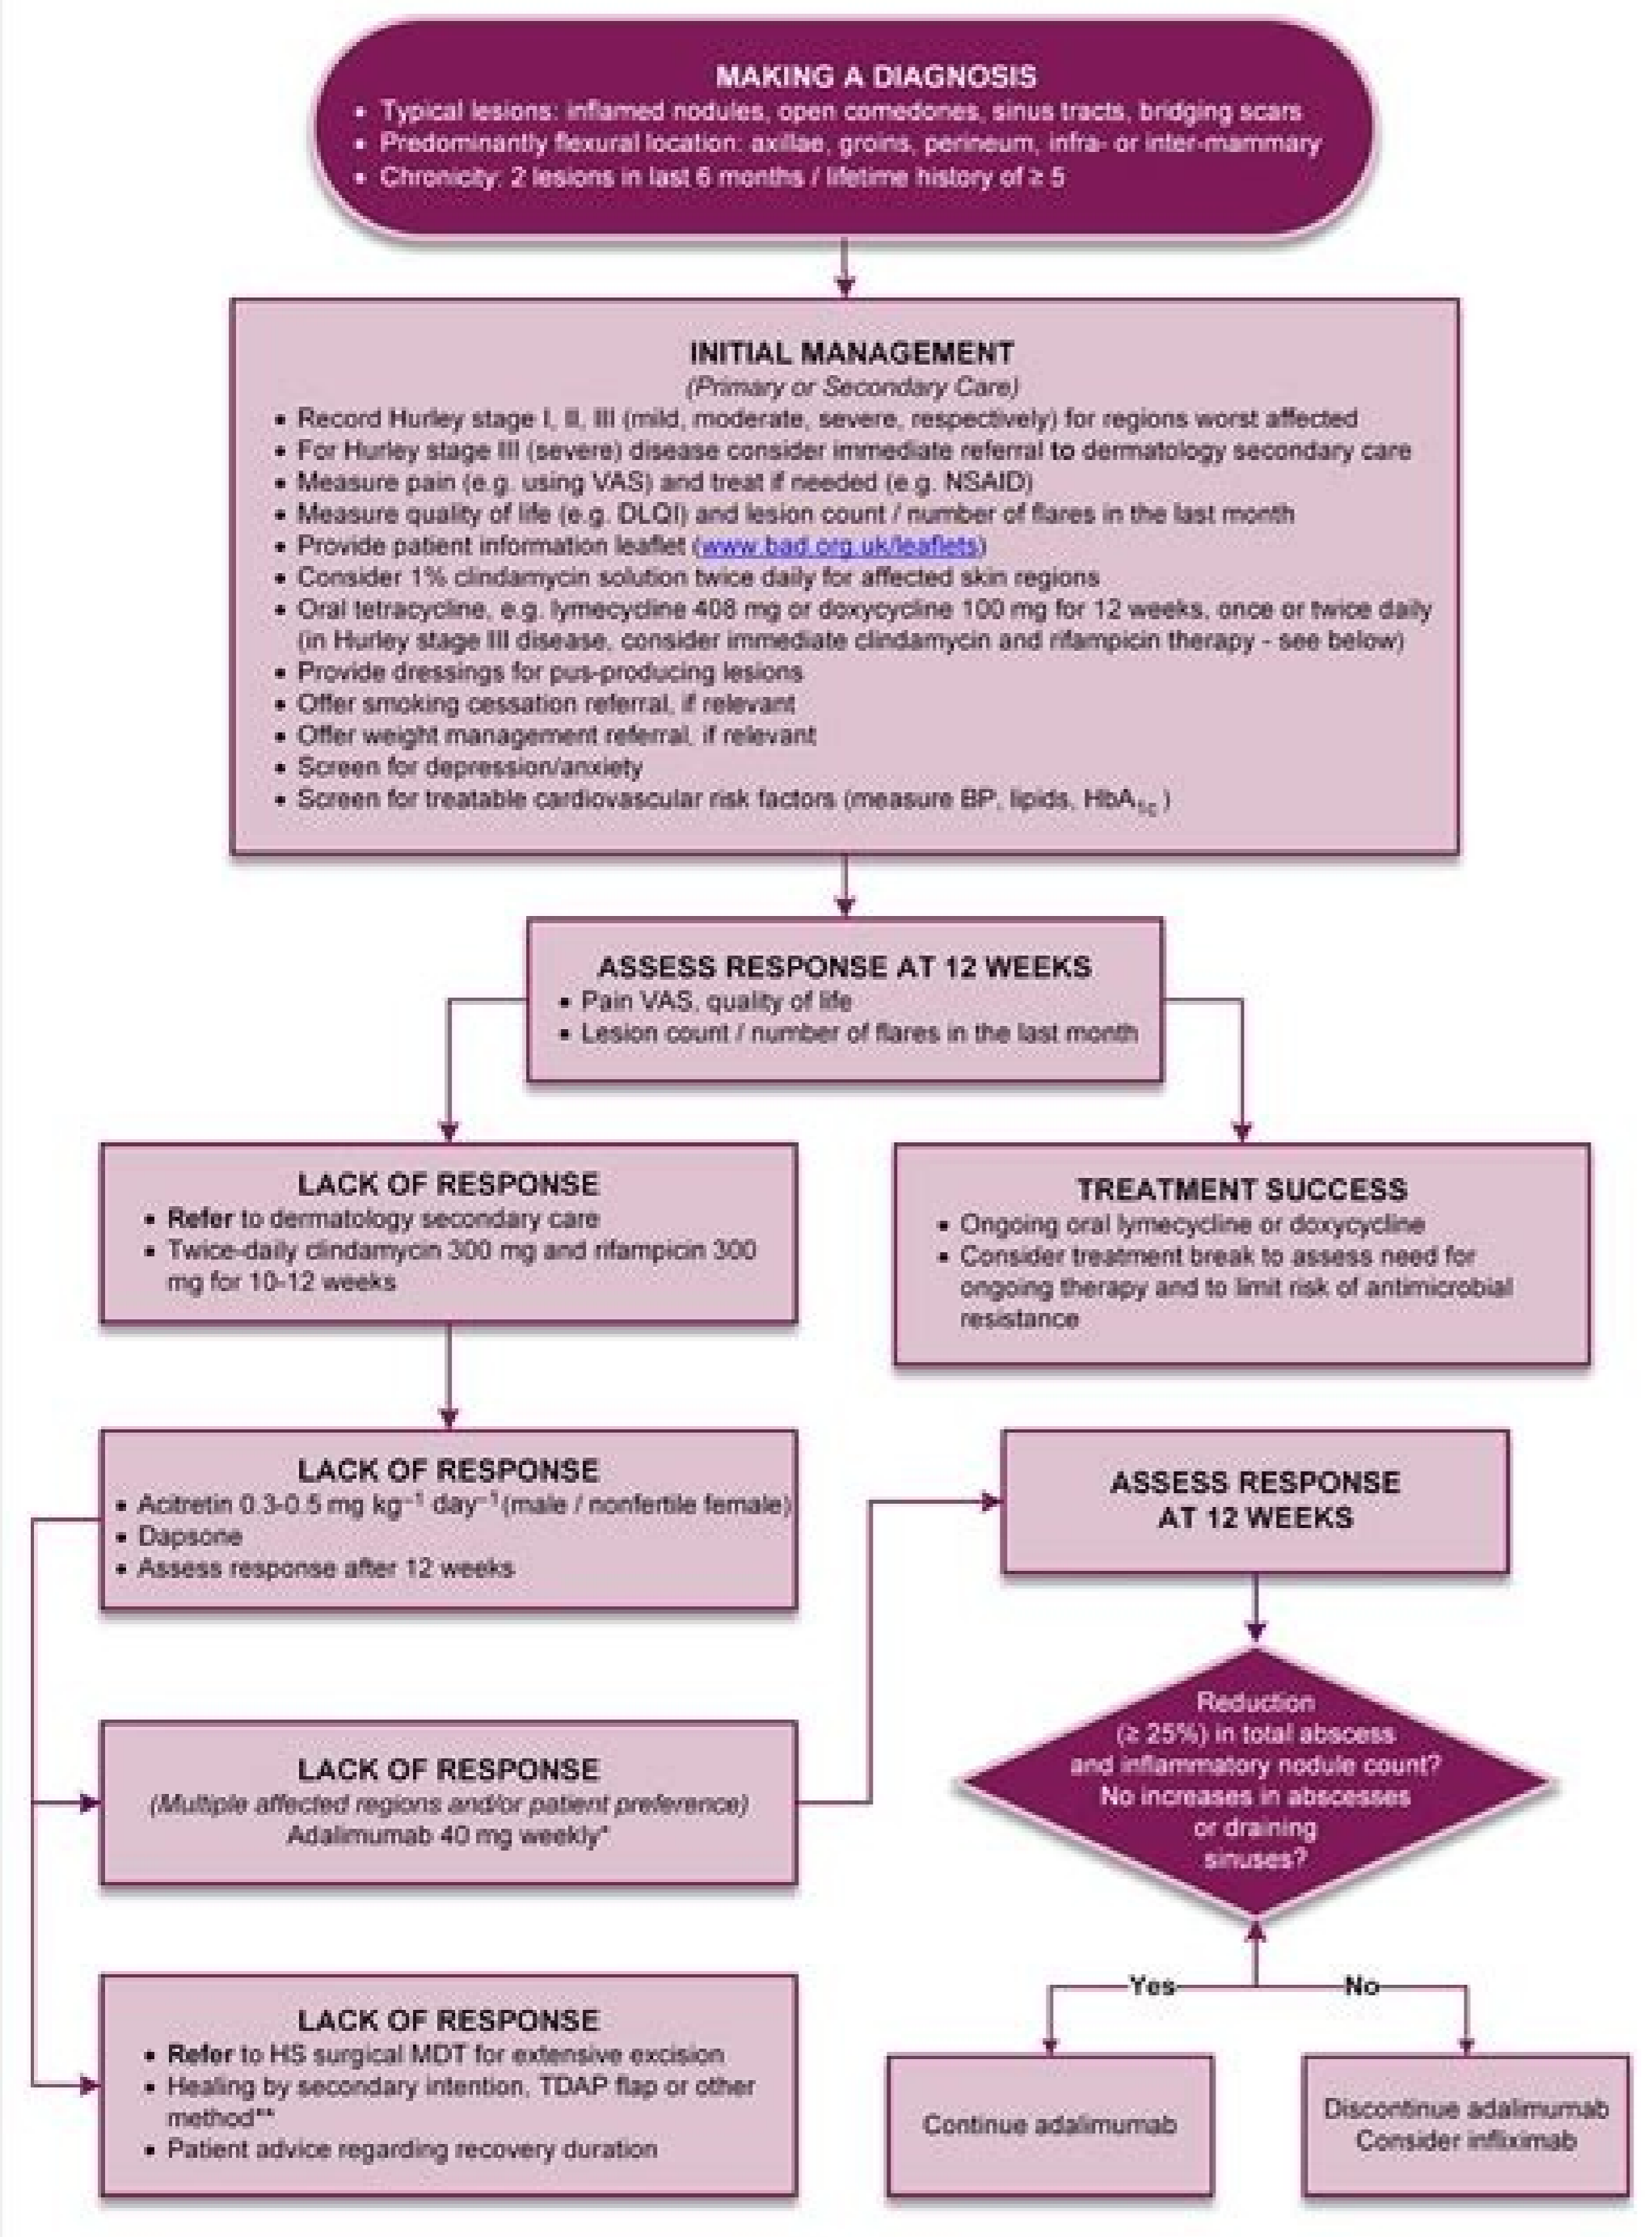 MAKING A DIAGNOSIS
• Typical lesions: inflamed nodules, open comedones, sinus tracts, bridging scars
• Predominantly flexural location: axillae, groins, perineum, infra- or inter-mammary
• Chronicity: 2 lesions in last 6 months / lifetime history of ≥ 5
INITIAL MANAGEMENT
(Primary or Secondary Care)
• Record Hurley stage I, II, III (mild, moderate, severe, respectively) for regions worst affected
• For Hurley stage III (severe) disease consider immediate referral to dermatology secondary care
• Measure pain (e.g. using VAS) and treat if needed (e.g. NSAID)
• Measure quality of life (e.g. DLQI) and lesion count / number of flares in the last month
• Provide patient information leaflet (www.bad.org.uk/leaflets)
• Consider 1% clindamycin solution twice daily for affected skin regions
• Oral tetracycline, e.g. lymecycline 408 mg or doxycycline 100 mg for 12 weeks, once or twice daily
(in Hurley stage III disease, consider immediate clindamycin and rifampicin therapy - see below)
• Provide dressings for pus-producing lesions
• Offer smoking cessation referral, if relevant
• Offer weight management referral, if relevant
• Screen for depression/anxiety
• Screen for treatable cardiovascular risk factors (measure BP, lipids, HbA1c )
ASSESS RESPONSE AT 12 WEEKS
• Pain VAS, quality of life
• Lesion count / number of flares in the last month
LACK OF RESPONSE
• Refer to dermatology secondary care
• Twice-daily clindamycin 300 mg and rifampicin 300
mg for 10-12 weeks
TREATMENT SUCCESS
• Ongoing oral lymecycline or doxycycline
• Consider treatment break to assess need for
ongoing therapy and to limit risk of antimicrobial
resistance
LACK OF RESPONSE
• Acitretin 0.3-0.5 mg kg⁻¹ day⁻¹ (male / nonfertile female)
• Dapsone
• Assess response after 12 weeks
LACK OF RESPONSE
(Multiple affected regions and/or patient preference)
Adalimumab 40 mg weekly*
LACK OF RESPONSE
• Refer to HS surgical MDT for extensive excision
• Healing by secondary intention, TDAP flap or other
method**
• Patient advice regarding recovery duration
ASSESS RESPONSE
AT 12 WEEKS
Reduction
(≥ 25%) in total abscess
and inflammatory nodule count?
No increases in abscesses
or draining
sinuses?
Yes
No
Continue adalimumab
Discontinue adalimumab
Consider infliximab